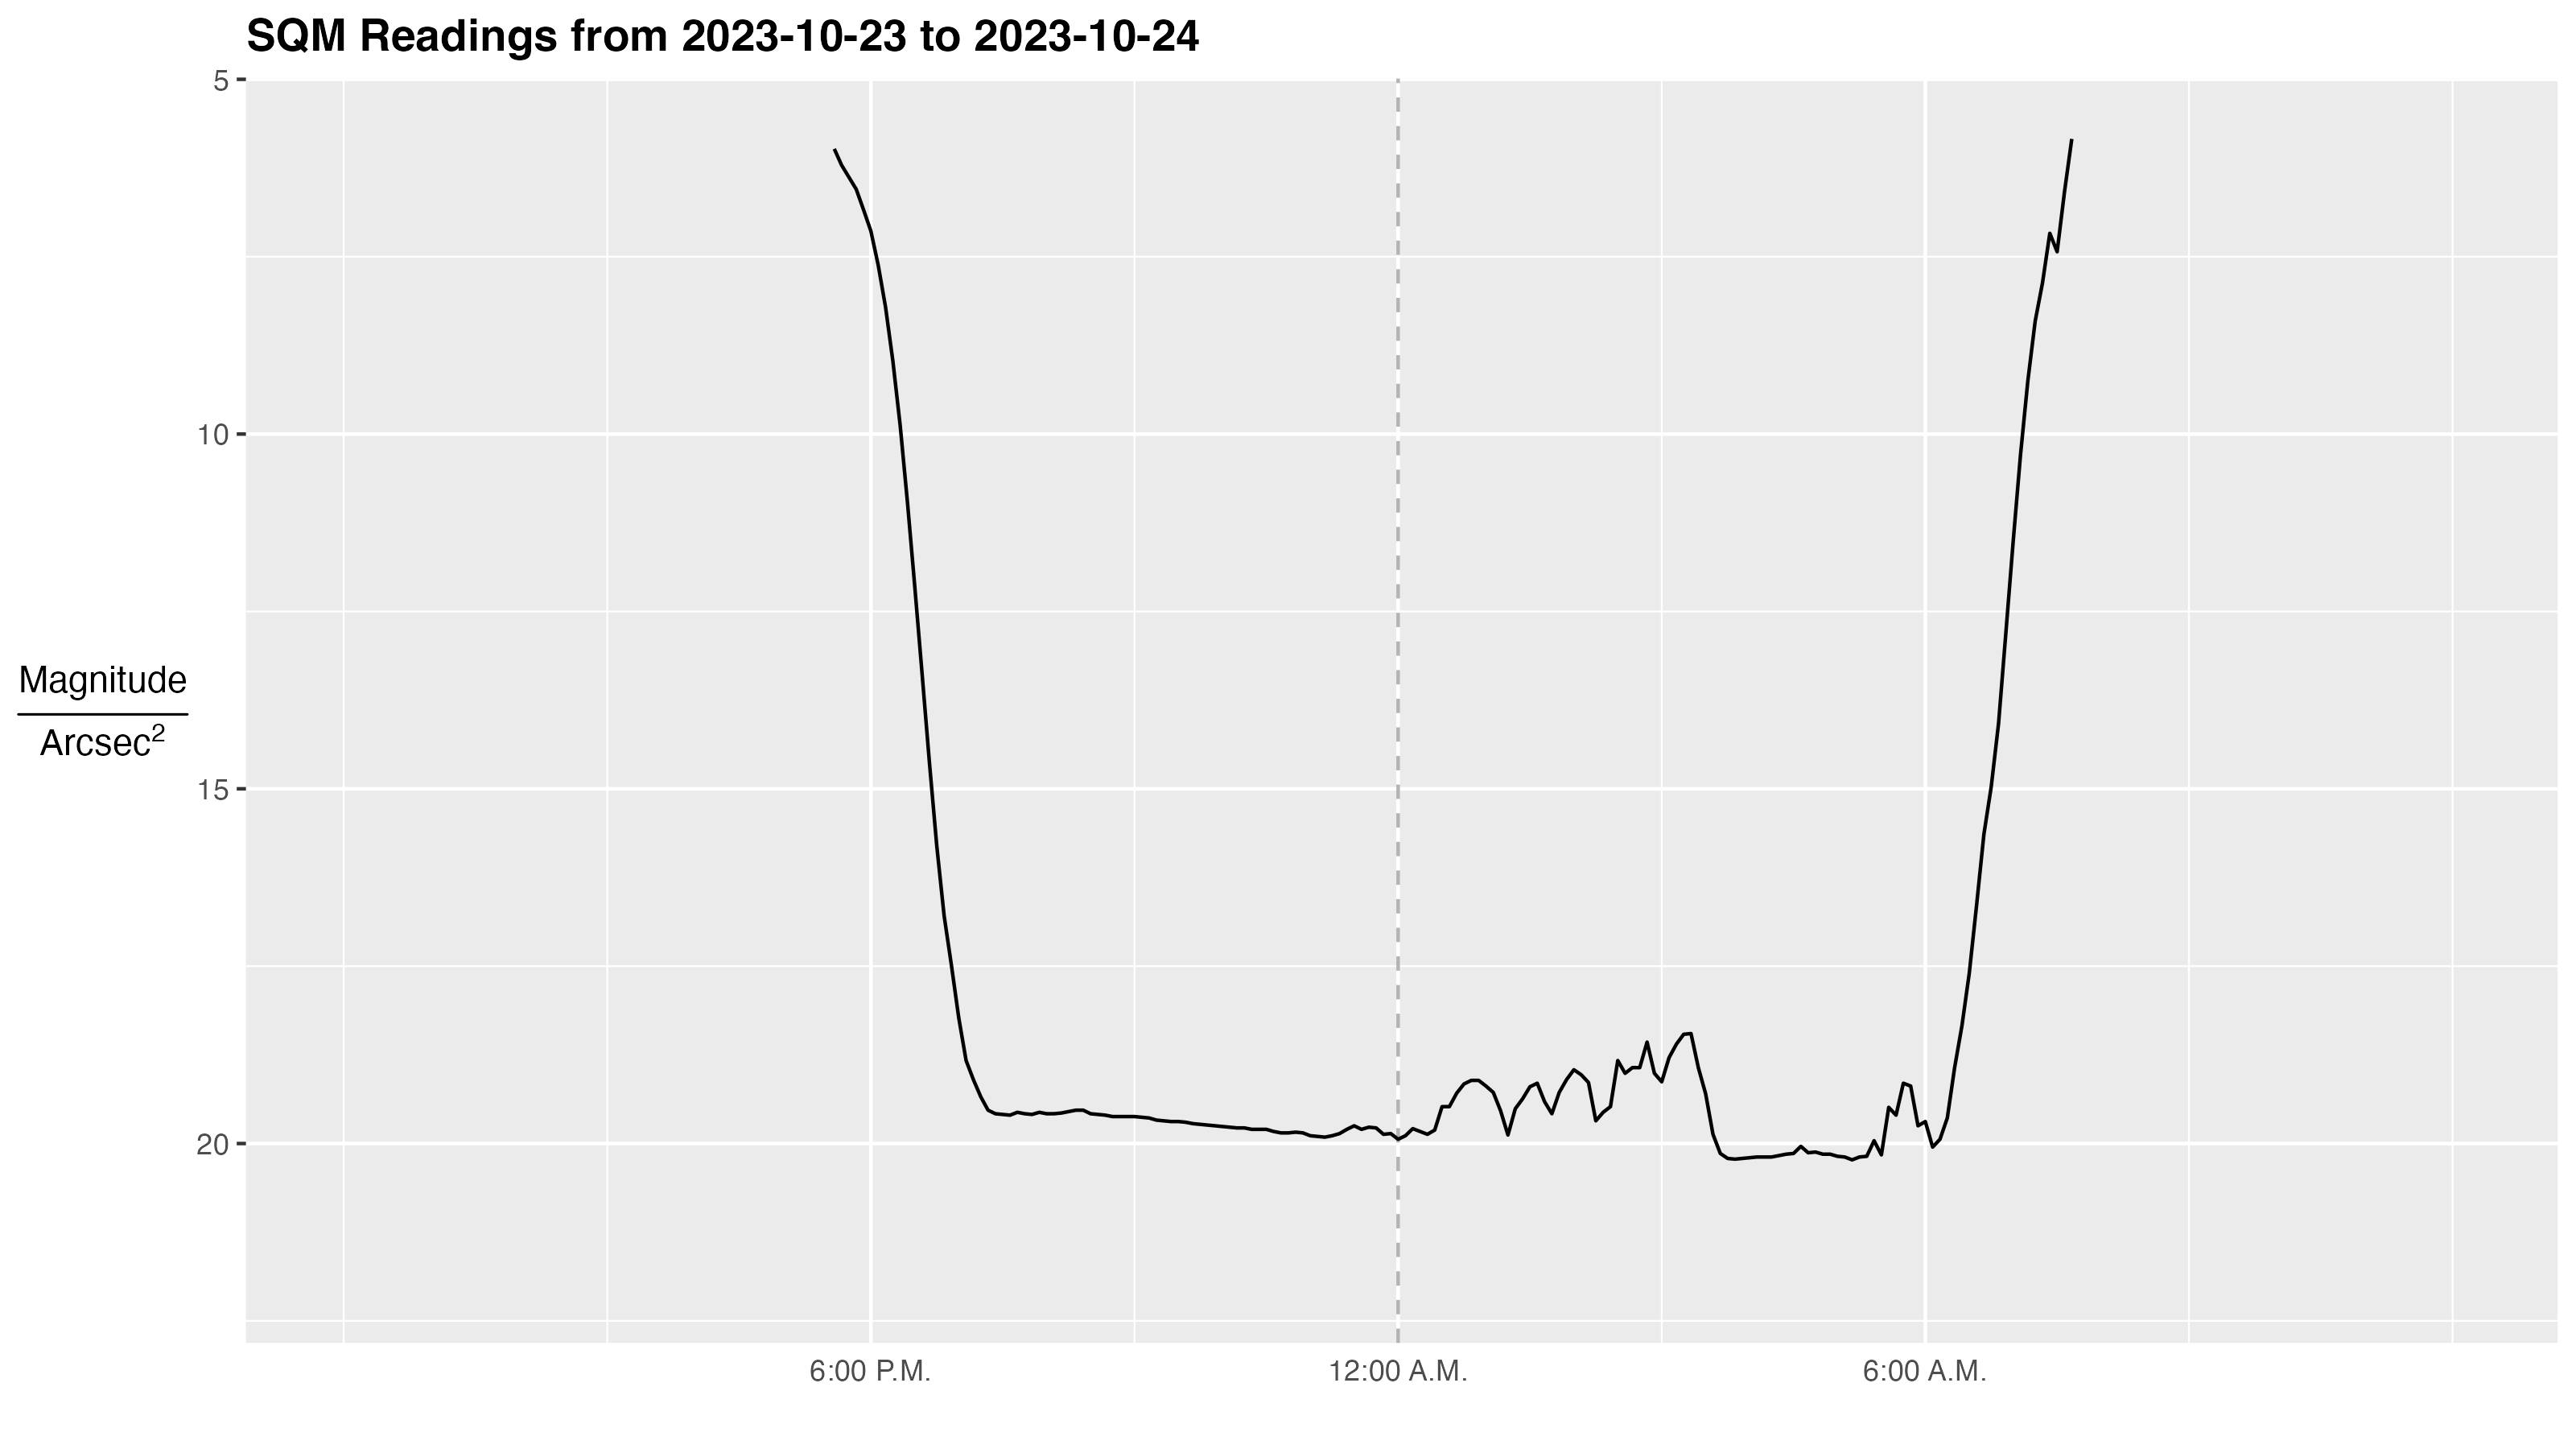 SQM Readings from 2023-10-23 to 2023-10-24
5
10
15
20
Magnitude
Arcsec²
6:00 P.M.
12:00 A.M.
6:00 A.M.